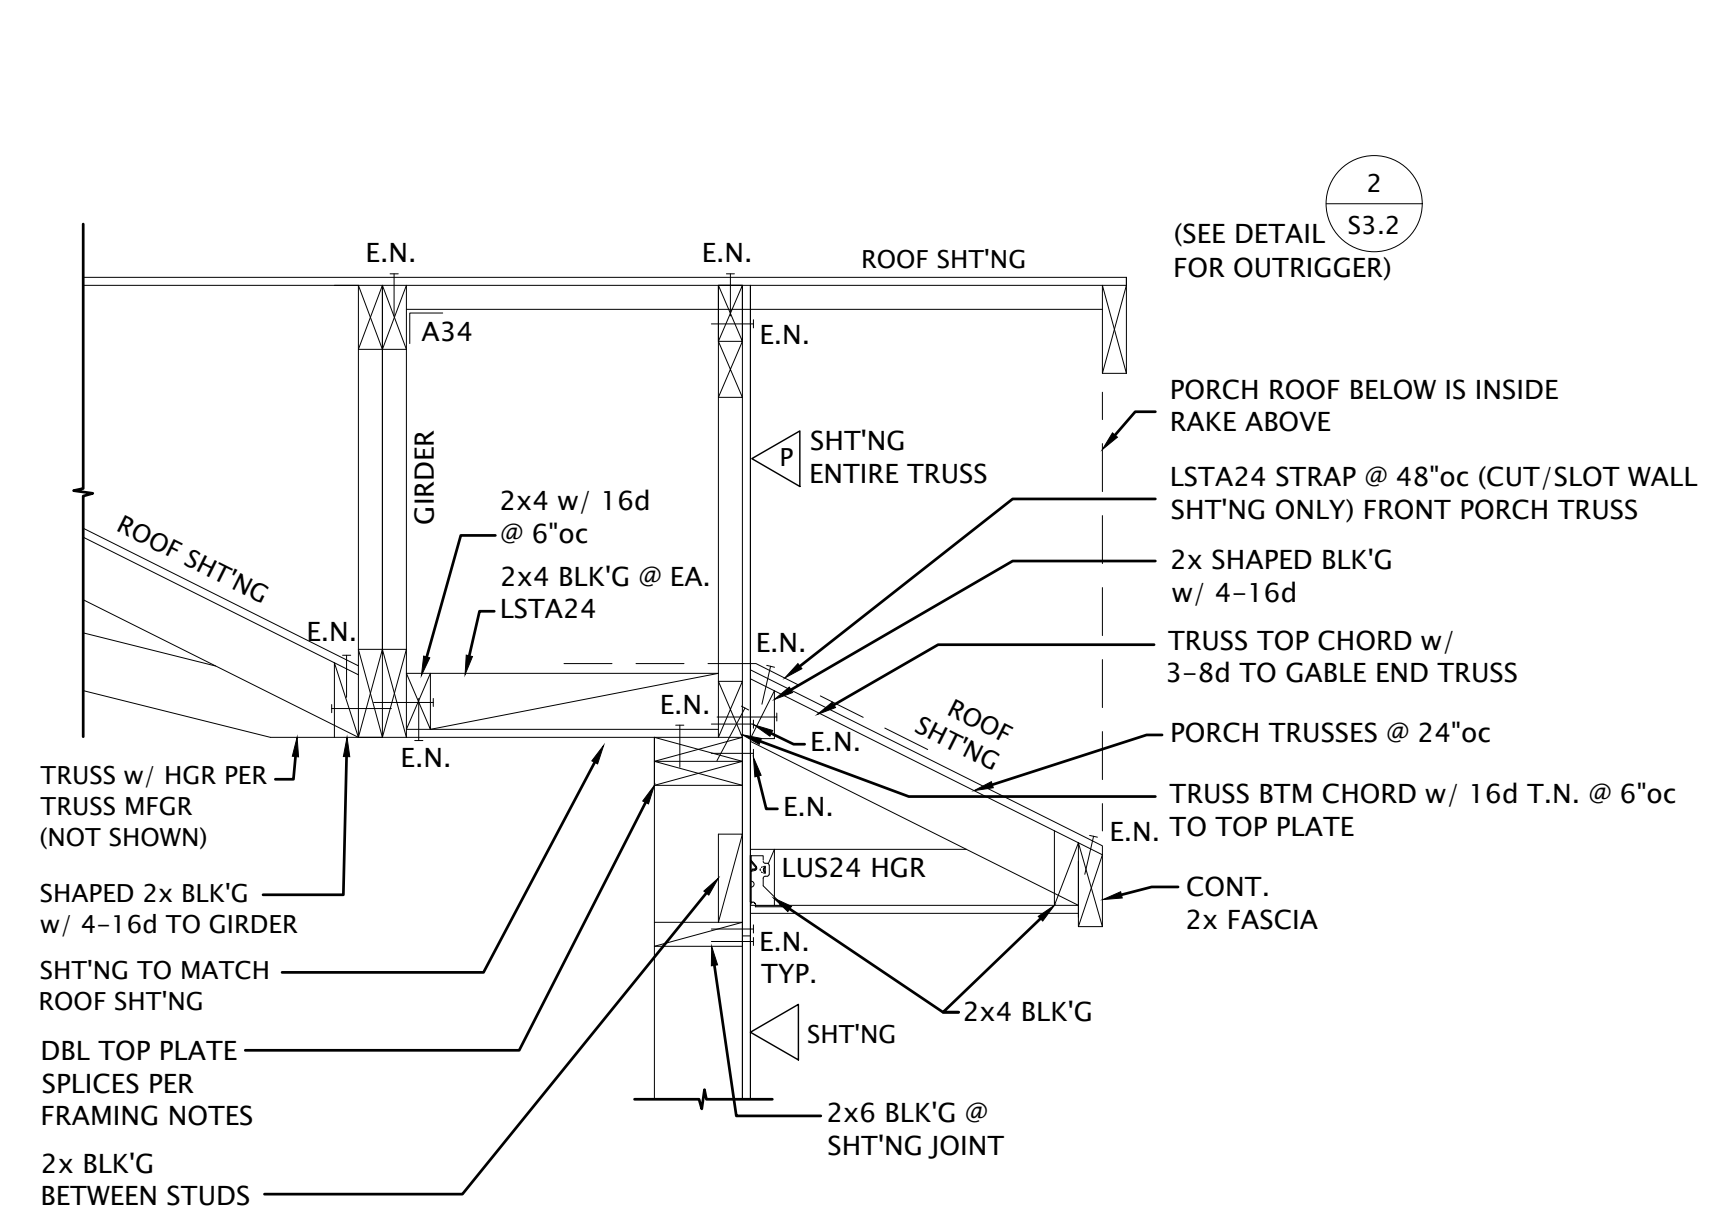 2
S3.2
(SEE DETAIL
FOR OUTRIGGER)
E.N.
E.N.
ROOF SHT'NG
A34
E.N.
PORCH ROOF BELOW IS INSIDE
RAKE ABOVE
GIRDER
P
SHT'NG
ENTIRE TRUSS
LSTA24 STRAP @ 48"oc (CUT/SLOT WALL
SHT'NG ONLY) FRONT PORCH TRUSS
2x4 w/ 16d
@ 6"oc
2x4 BLK'G @ EA.
LSTA24
2x SHAPED BLK'G
w/ 4-16d
ROOF SHT'NG
E.N.
E.N.
TRUSS TOP CHORD w/
3-8d TO GABLE END TRUSS
E.N.
E.N.
ROOF
SHT'NG
PORCH TRUSSES @ 24"oc
E.N.
E.N.
TRUSS BTM CHORD w/ 16d T.N. @ 6"oc
TO TOP PLATE
E.N.
TRUSS w/ HGR PER
TRUSS MFGR
(NOT SHOWN)
LUS24 HGR
CONT.
2x FASCIA
SHAPED 2x BLK'G
w/ 4-16d TO GIRDER
E.N.
TYP.
SHT'NG TO MATCH
ROOF SHT'NG
2x4 BLK'G
SHT'NG
DBL TOP PLATE
SPLICES PER
FRAMING NOTES
2x6 BLK'G @
SHT'NG JOINT
2x BLK'G
BETWEEN STUDS